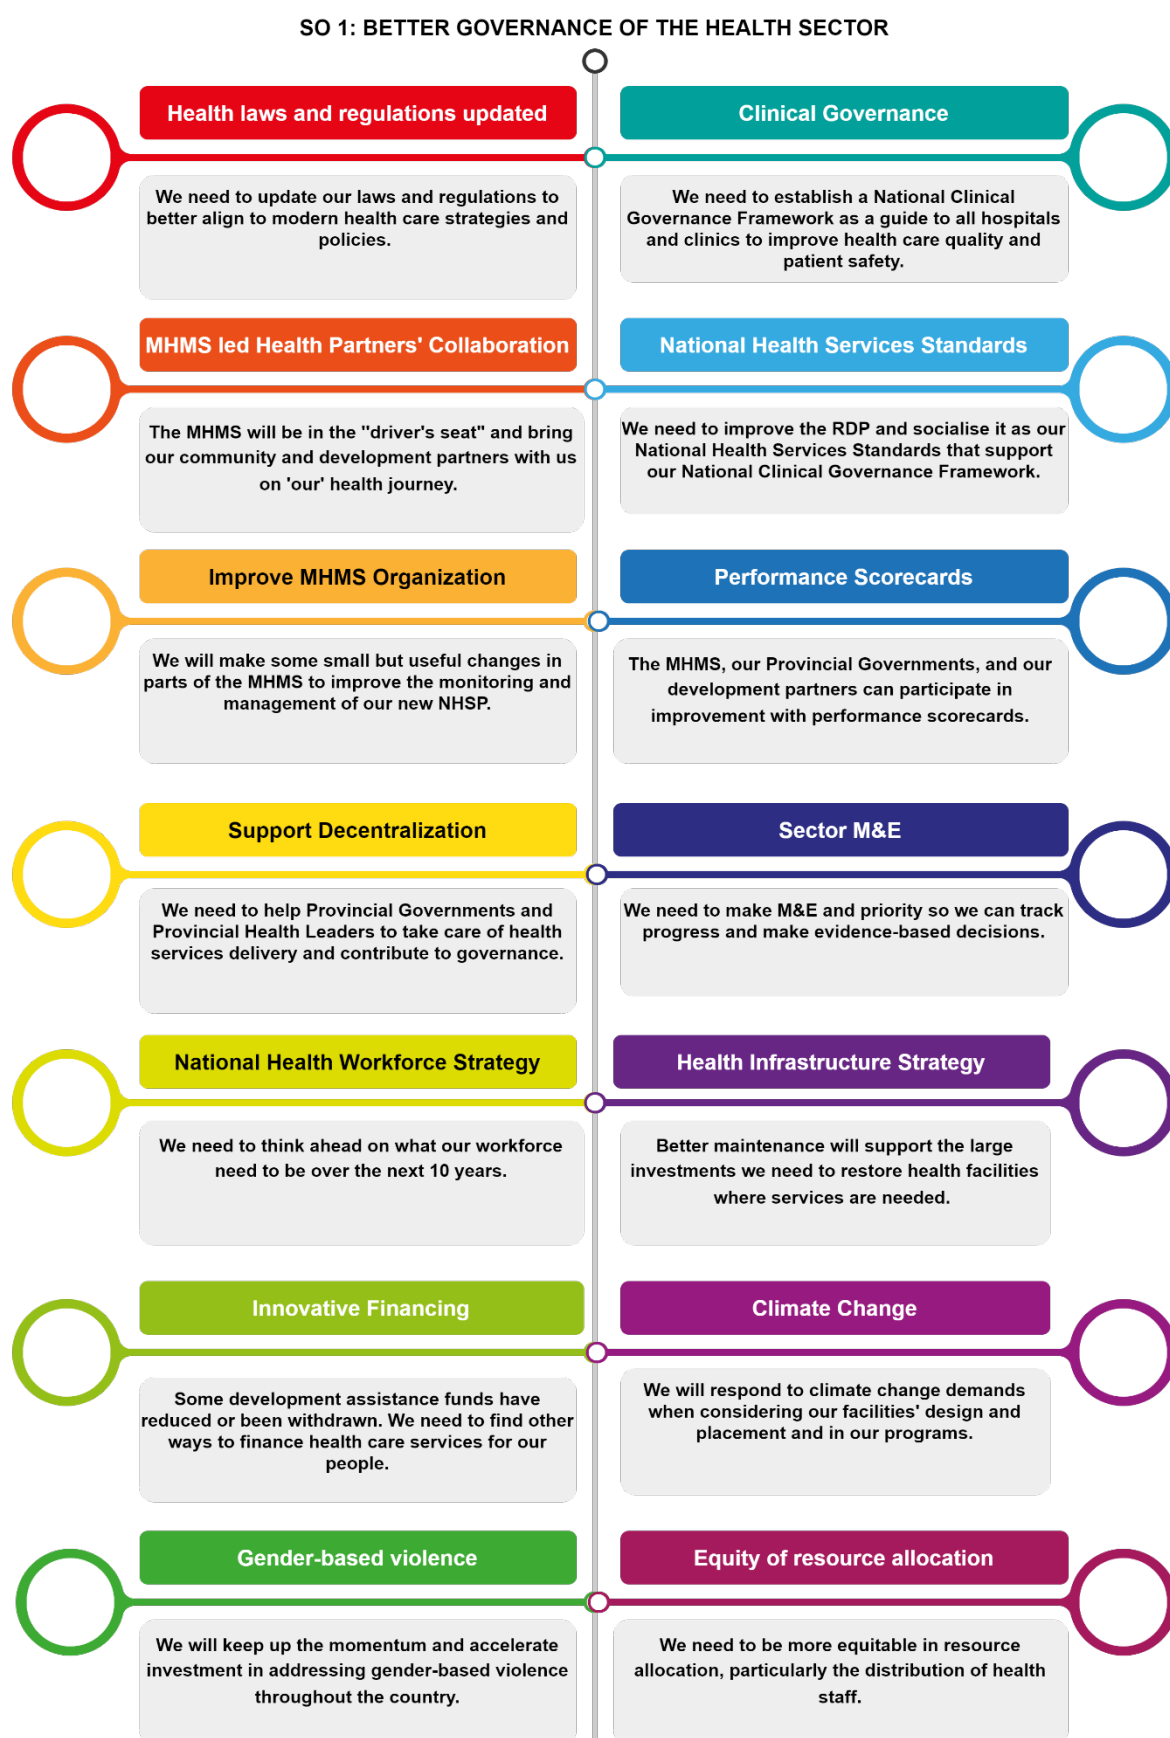 SO 1: BETTER GOVERNANCE OF THE HEALTH SECTOR
Health laws and regulations updated
We need to update our laws and regulations to
better align to modern health care strategies and
policies.
Clinical Governance
We need to establish a National Clinical
Governance Framework as a guide to all hospitals
and clinics to improve health care quality and
patient safety.
MHMS led Health Partners' Collaboration
The MHMS will be in the "driver's seat" and bring
our community and development partners with us
on 'our' health journey.
National Health Services Standards
We need to improve the RDP and socialise it as our
National Health Services Standards that support
our National Clinical Governance Framework.
Improve MHMS Organization
We will make some small but useful changes in
parts of the MHMS to improve the monitoring and
management of our new NHSP.
Performance Scorecards
The MHMS, our Provincial Governments, and our
development partners can participate in
improvement with performance scorecards.
Support Decentralization
We need to help Provincial Governments and
Provincial Health Leaders to take care of health
services delivery and contribute to governance.
Sector M&E
We need to make M&E and priority so we can track
progress and make evidence-based decisions.
National Health Workforce Strategy
We need to think ahead on what our workforce
need to be over the next 10 years.
Health Infrastructure Strategy
Better maintenance will support the large
investments we need to restore health facilities
where services are needed.
Innovative Financing
Some development assistance funds have
reduced or been withdrawn. We need to find other
ways to finance health care services for our
people.
Climate Change
We will respond to climate change demands
when considering our facilities' design and
placement and in our programs.
Gender-based violence
We will keep up the momentum and accelerate
investment in addressing gender-based violence
throughout the country.
Equity of resource allocation
We need to be more equitable in resource
allocation, particularly the distribution of health
staff.